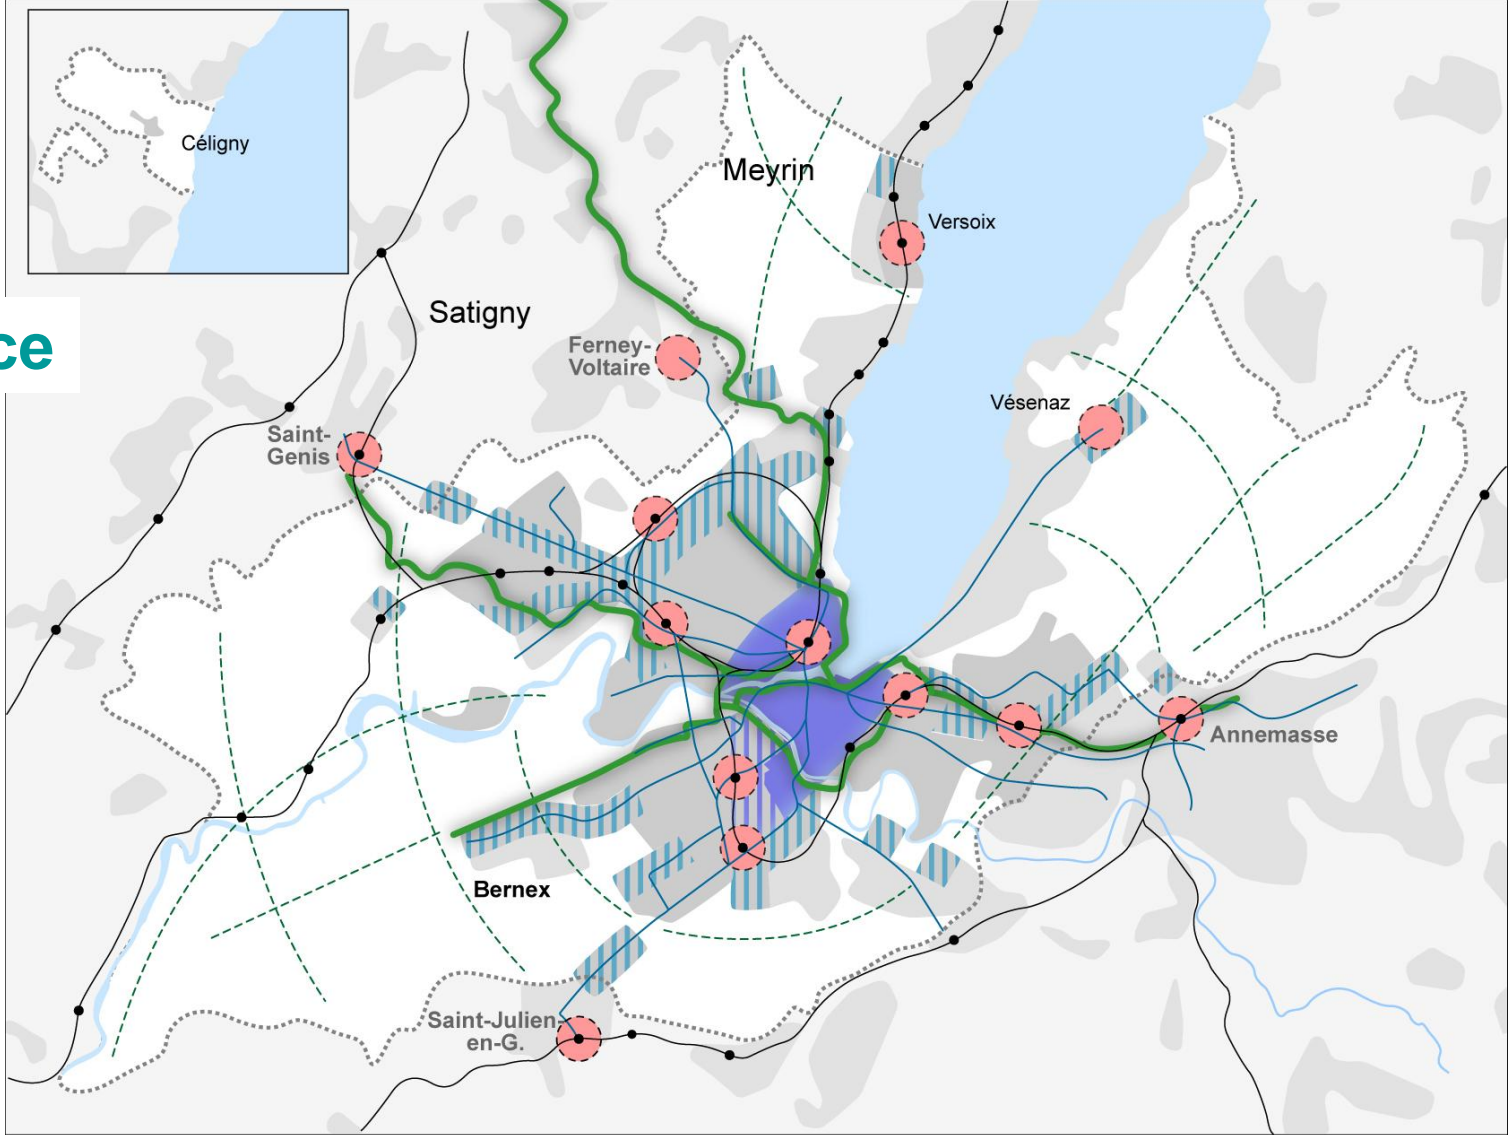 Céligny
Meyrin
Versoix
Satigny
ce
Ferney-
Voltaire
Vésenaz
Saint-
Genis
Annemasse
Bernex
Saint-Julien-
en-G.